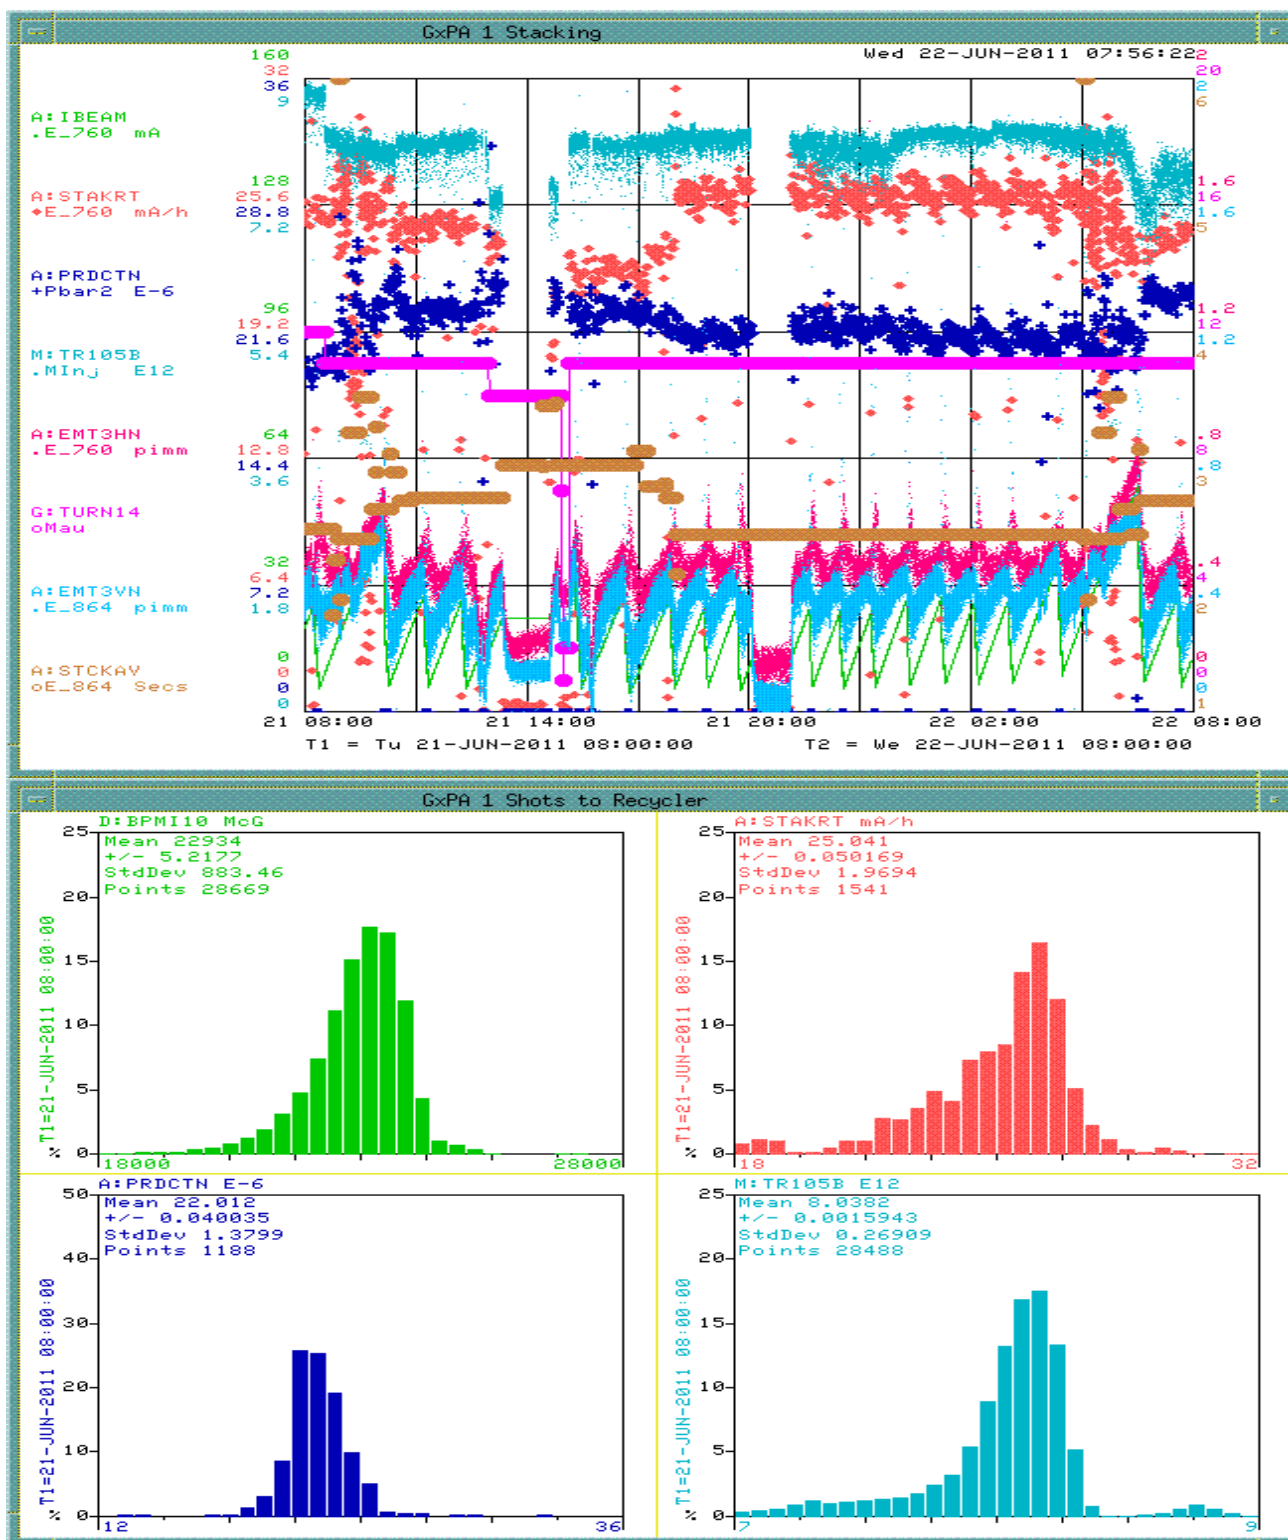 GxPA 1 Stacking
Wed 22-JUN-2011 07:56:22
160
32
36
9
2
20
2
6
A:IBEAM
.E_760 mA
A:STAKRT
◆E_760 mA/h
128
25.6
28.8
7.2
1.6
16
1.6
5
A:PRDCTN
+Pbar2 E-6
96
19.2
21.6
5.4
1.2
12
1.2
4
M:TR105B
.MInj E12
A:EMT3HN
.E_760 pimm
64
12.8
14.4
3.6
.8
8
.8
3
G:TURN14
oMau
A:EMT3VN
.E_864 pimm
32
6.4
7.2
1.8
.4
4
.4
2
A:STCKAV
oE_864 Secs
0
0
0
0
0
0
0
1
21 08:00 21 14:00 21 20:00 22 02:00 22 08:00
T1 = Tu 21-JUN-2011 08:00:00 T2 = We 22-JUN-2011 08:00:00
GxPA 1 Shots to Recycler
D:BPMI10 McG
Mean 22934
+/- 5.2177
StdDev 883.46
Points 28669
25
20
15
10
5
% 0
T1=21-JUN-2011 08:00:00
18000 28000
A:STAKRT mA/h
Mean 25.041
+/- 0.050169
StdDev 1.9694
Points 1541
25
20
15
10
5
% 0
T1=21-JUN-2011 08:00:00
18 32
A:PRDCTN E-6
Mean 22.012
+/- 0.040035
StdDev 1.3799
Points 1188
50
40
30
20
10
% 0
T1=21-JUN-2011 08:00:00
12 36
M:TR105B E12
Mean 8.0382
+/- 0.0015943
StdDev 0.26909
Points 28488
25
20
15
10
5
% 0
T1=21-JUN-2011 08:00:00
7 9